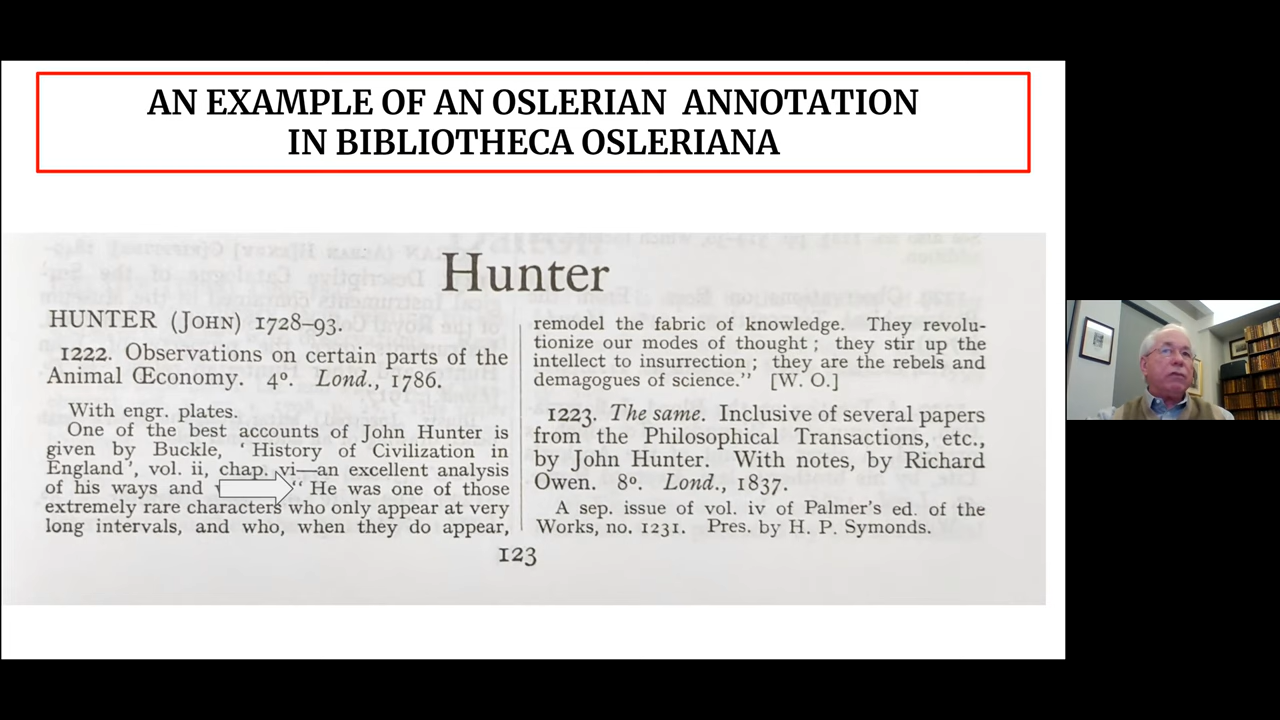 AN EXAMPLE OF AN OSLERIAN ANNOTATION
IN BIBLIOTHECA OSLERIANA
Hunter
HUNTER (JOHN) 1728–93.
1222. Observations on certain parts of the
Animal Œconomy. 4º. Lond., 1786.
With engr. plates.
One of the best accounts of John Hunter is
given by Buckle, ‘History of Civilization in
England’, vol. ii, chap. vi—an excellent analysis
of his ways and “ He was one of those
extremely rare characters who only appear at very
long intervals, and who, when they do appear,
remodel the fabric of knowledge. They revolu-
tionize our modes of thought ; they stir up the
intellect to insurrection ; they are the rebels and
demagogues of science.” [W. O.]
1223. The same. Inclusive of several papers
from the Philosophical Transactions, etc.,
by John Hunter. With notes, by Richard
Owen. 8º. Lond., 1837.
A sep. issue of vol. iv of Palmer’s ed. of the
Works, no. 1231. Pres. by H. P. Symonds.
123